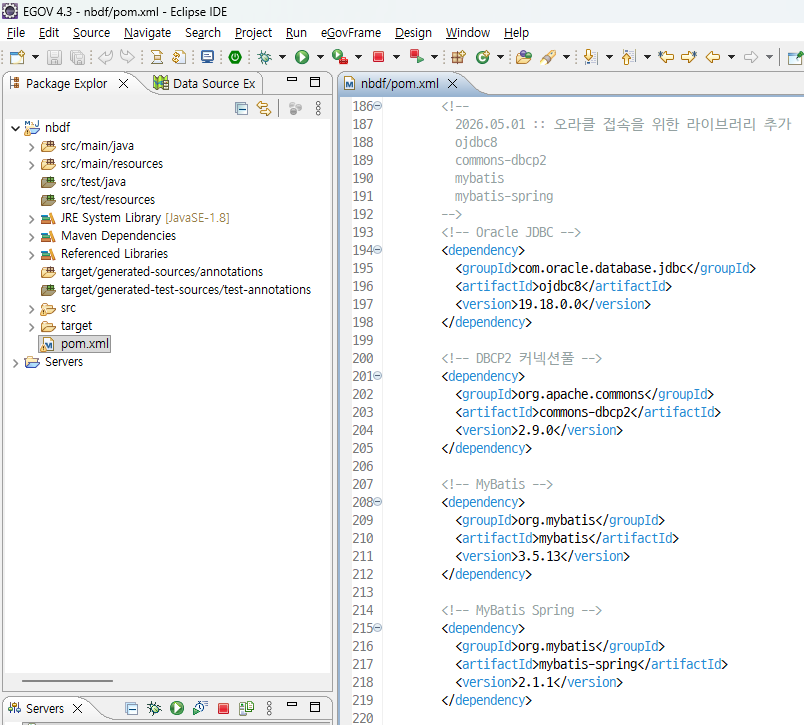 EGOV 4.3 - nbdf/pom.xml - Eclipse IDE
File Edit Source Navigate Search Project Run eGovFrame Design Window Help
Package Explor
Data Source Ex
nbdf
src/main/java
src/main/resources
src/test/java
src/test/resources
JRE System Library [JavaSE-1.8]
Maven Dependencies
Referenced Libraries
target/generated-sources/annotations
target/generated-test-sources/test-annotations
src
target
pom.xml
Servers
Servers
nbdf/pom.xml
186 <!--
187 2026.05.01 :: 오라클 접속을 위한 라이브러리 추가
188 ojdbc8
189 commons-dbcp2
190 mybatis
191 mybatis-spring
192 -->
193 <!-- Oracle JDBC -->
194 <dependency>
195 <groupId>com.oracle.database.jdbc</groupId>
196 <artifactId>ojdbc8</artifactId>
197 <version>19.18.0.0</version>
198 </dependency>
199
200 <!-- DBCP2 커넥션풀 -->
201 <dependency>
202 <groupId>org.apache.commons</groupId>
203 <artifactId>commons-dbcp2</artifactId>
204 <version>2.9.0</version>
205 </dependency>
206
207 <!-- MyBatis -->
208 <dependency>
209 <groupId>org.mybatis</groupId>
210 <artifactId>mybatis</artifactId>
211 <version>3.5.13</version>
212 </dependency>
213
214 <!-- MyBatis Spring -->
215 <dependency>
216 <groupId>org.mybatis</groupId>
217 <artifactId>mybatis-spring</artifactId>
218 <version>2.1.1</version>
219 </dependency>
220